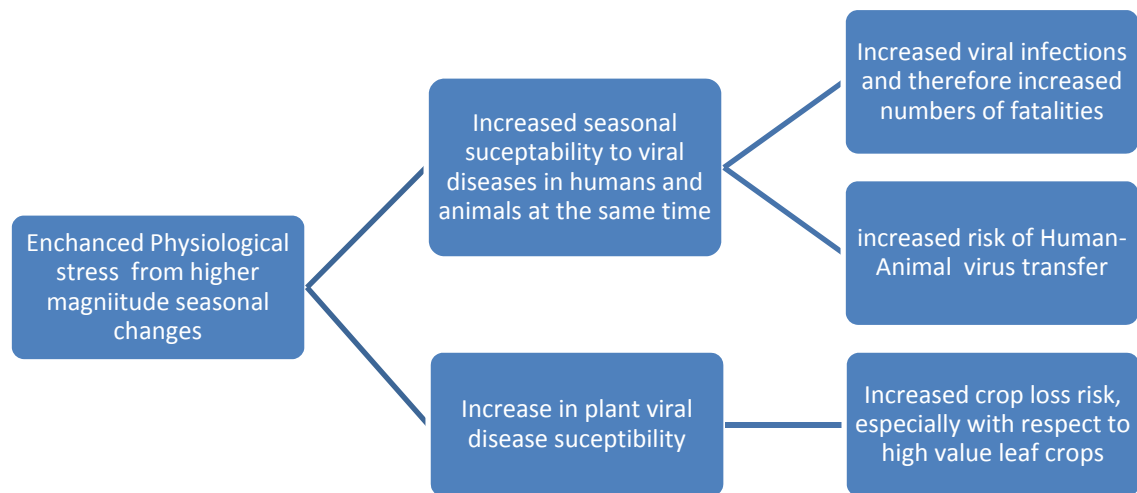 Enchanced Physiological
stress from higher
magniitude seasonal
changes
Increased seasonal
suceptability to viral
diseases in humans and
animals at the same time
Increase in plant viral
disease suceptibility
Increased viral infections
and therefore increased
numbers of fatalities
increased risk of Human-
Animal virus transfer
Increased crop loss risk,
especially with respect to
high value leaf crops